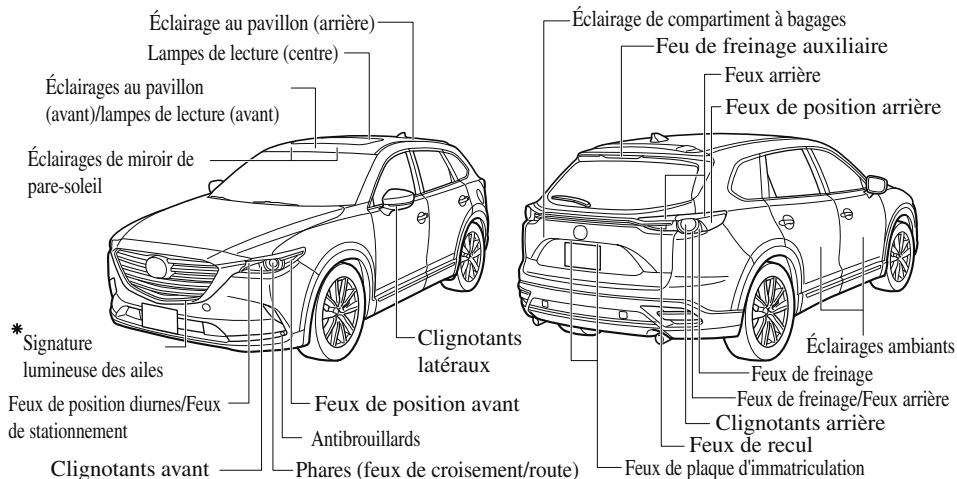 Éclairage au pavillon (arrière)
Lampes de lecture (centre)
Éclairages au pavillon
(avant)/lampes de lecture (avant)
Éclairages de miroir de
pare-soleil
*
Signature
lumineuse des ailes
Feux de position diurnes/Feux
de stationnement
Clignotants avant
Phares (feux de croisement/route)
Antibrouillards
Feux de position avant
Clignotants
latéraux
Éclairage de compartiment à bagages
Feu de freinage auxiliaire
Feux arrière
Feux de position arrière
Éclairages ambiants
Feux de freinage
Feux de freinage/Feux arrière
Clignotants arrière
Feux de recul
Feux de plaque d'immatriculation